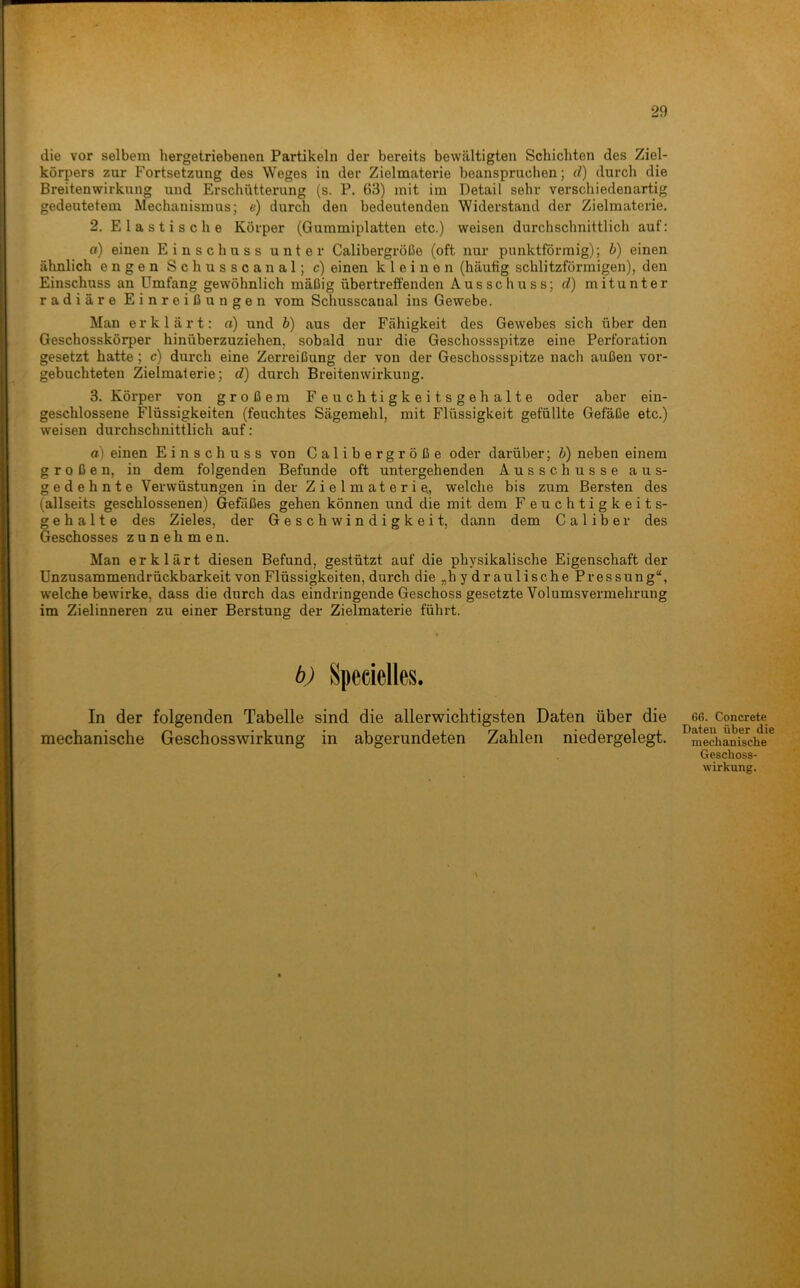 29
die vor selbem hergetriebenen Partikeln der bereits bewältigten Schichten des Ziel-
körpers zur Fortsetzung des Weges in der Zielmaterie beanspruchen; d) durch die
Breitenwirkung und Erschütterung (s. P. 63) mit im Detail sehr verschiedenartig
gedeutetem Mechanismus; e) durch den bedeutenden Widerstand der Zielmaterie.
2. Elastische Körper (Gummiplatten etc.) weisen durchschnittlich auf:
a) einen Einschuss unter Calibergröße (oft nur punktförmig); b) einen
ähnlich engen Schusscanal; c) einen kleinen (häufig schlitzförmigen), den
Einschuss an Umfang gewöhnlich mäßig übertreffenden Ausschuss; d) mitunter
radiäre Einreißungen vom Schusscanal ins Gewebe.
Man erklärt: a) und b) aus der Fähigkeit des Gewebes sich über den
Geschosskörper hinüberzuziehen, sobald nur die Geschossspitze eine Perforation
gesetzt hatte; c) durch eine Zerreißung der von der Geschossspitze nach außen vor-
gebuchteten Zielmaterie; d) durch Breitenwirkung.
3. Körper von großem Feuchtigkeitsgehalte oder aber ein-
geschlossene Flüssigkeiten (feuchtes Sägemehl, mit Flüssigkeit gefüllte Gefäße etc.)
weisen durchschnittlich auf:
a) einen Einschuss von Calibergröße oder darüber; b) neben einem
großen, in dem folgenden Befunde oft untergehenden Ausschusse aus-
gedehnte Verwüstungen in der Zielmaterie, welche bis zum Bersten des
(allseits geschlossenen) Gefäßes gehen können und die mit dem Feuchtigkeits-
gehalte des Zieles, der Geschwindigkeit, dann dem Caliber des
Geschosses zunehmen.
Man erklärt diesen Befund, gestützt auf die physikalische Eigenschaft der
Unzusammendrückbarkeit von Flüssigkeiten, durch die „hydraulische Pressung“,
welche bewirke, dass die durch das eindringende Geschoss gesetzte Volumsvermehrung
im Zielinneren zu einer Berstung der Zielmaterie führt.
b) Specielles.
In der folgenden Tabelle sind die allerwichtigsten Daten über die
mechanische Geschosswirkung in abgerundeten Zahlen niedergelegt.
66. Concrete
Daten über die
mechanische
Geschoss-
wirkung.